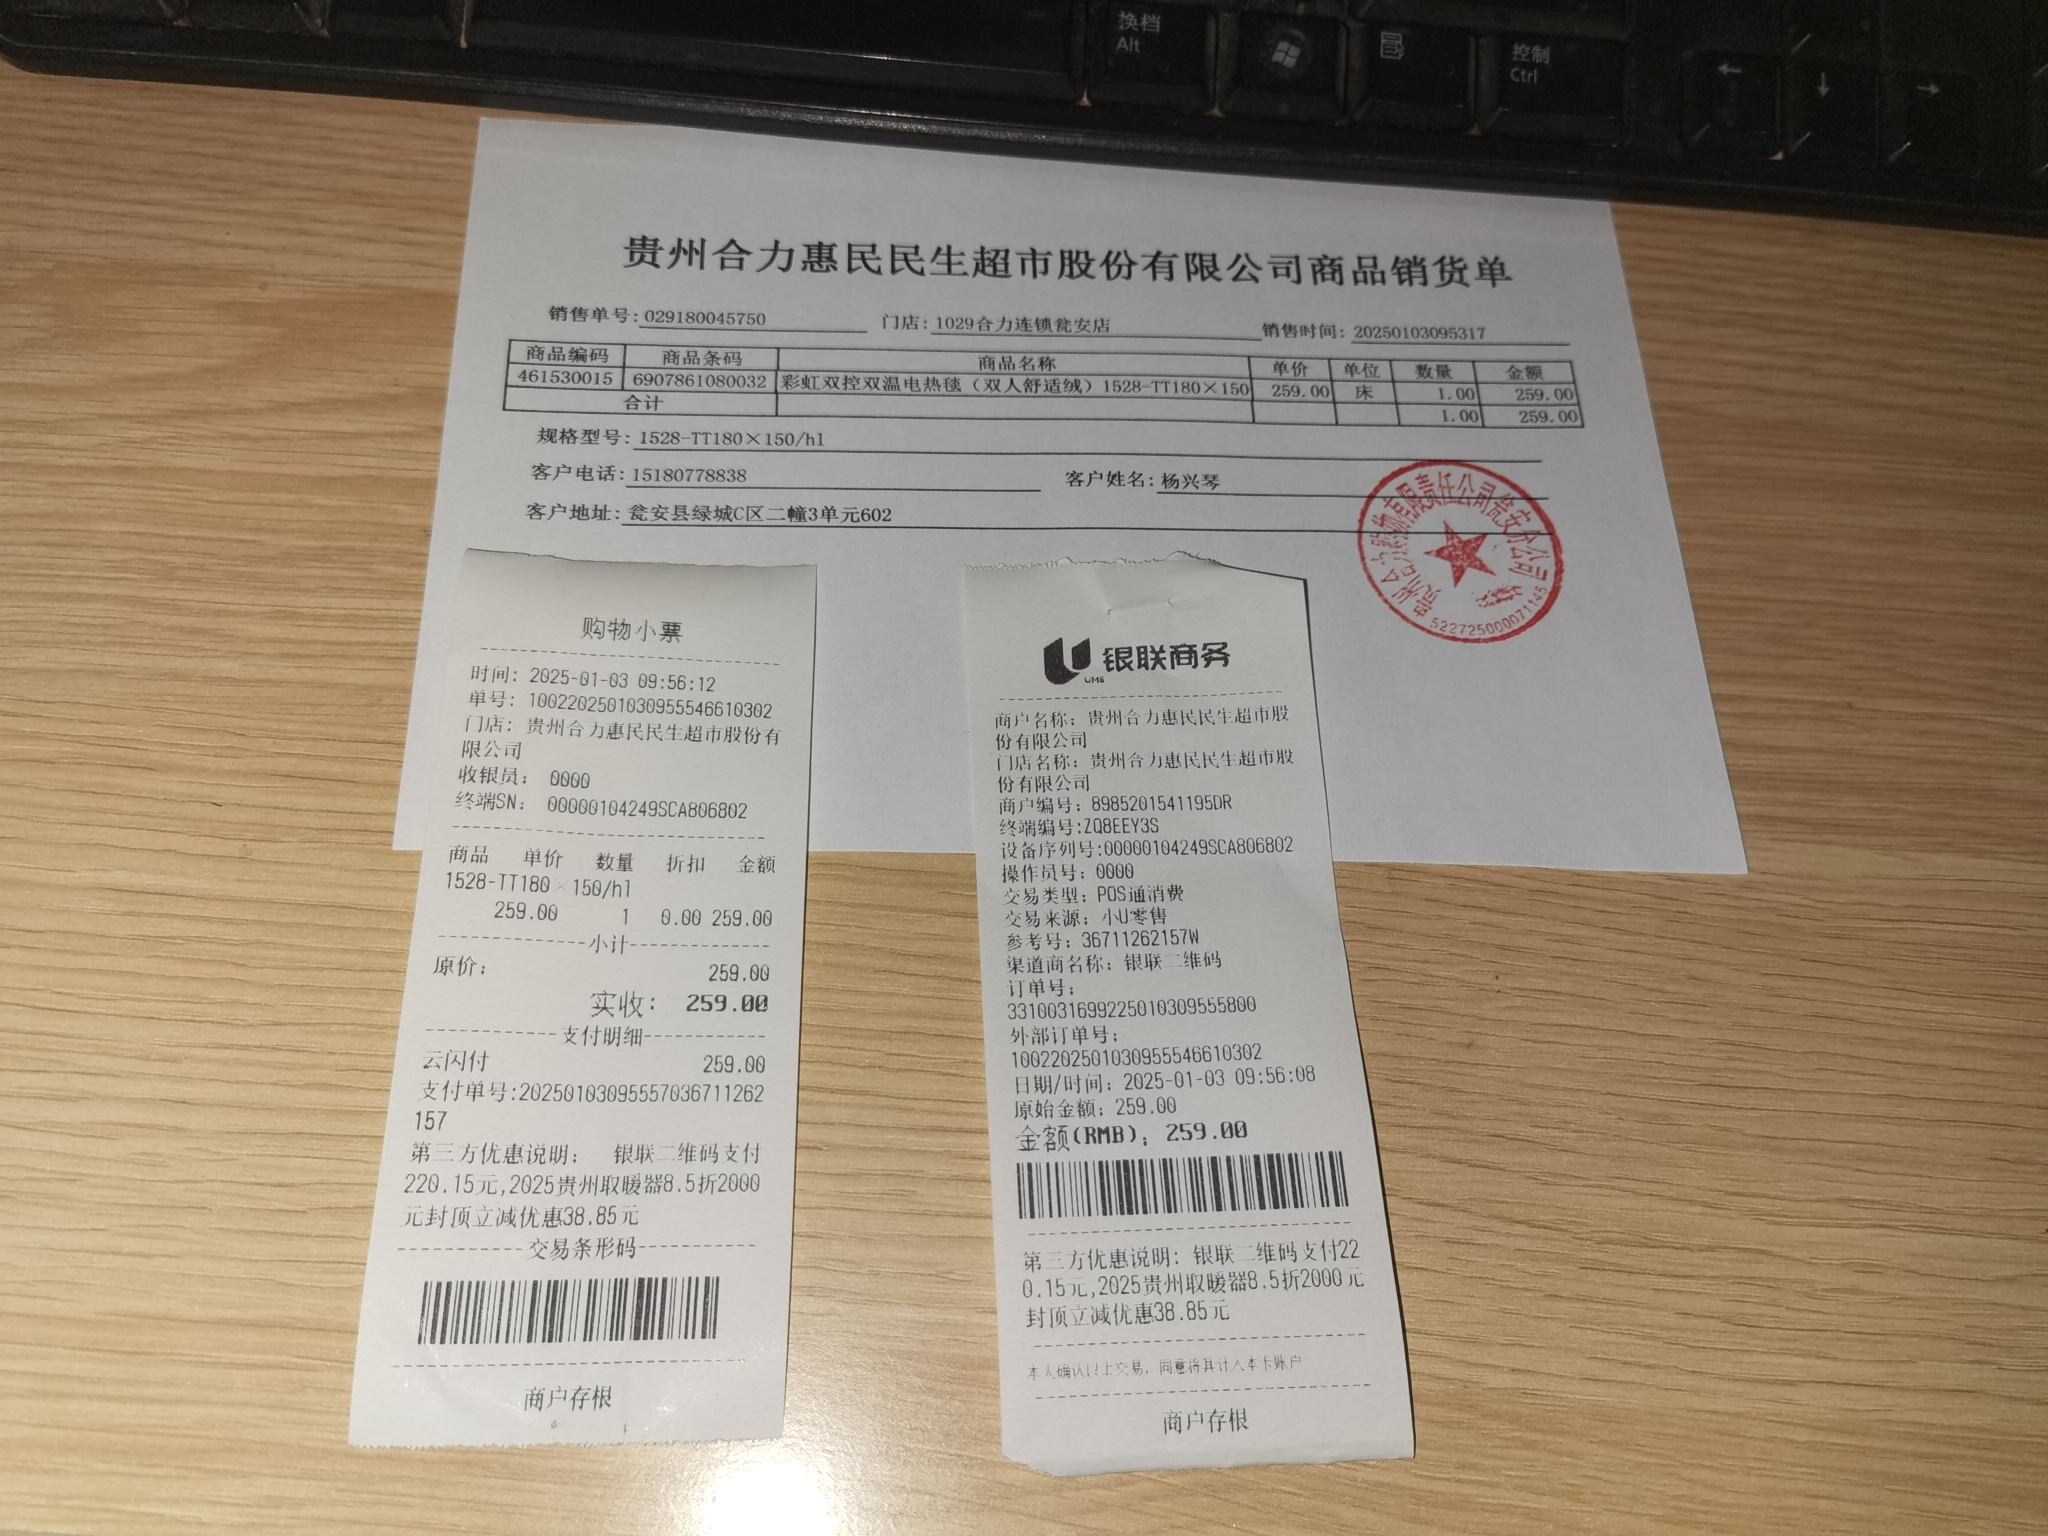 换档
Alt
控制
Ctrl
贵州合力惠民民生超市股份有限公司商品销货单
销售单号: 029180045750 门店: 1029合力连锁瓮安店 销售时间: 20250103095317
商品编码 商品条码 商品名称 单价 单位 数量 金额
461530015 6907861080032 彩虹双控双温电热毯（双人舒适绒）1528-TT180×150 259.00 床 1.00 259.00
合计 1.00 259.00
规格型号: 1528-TT180×150/hl
客户电话: 15180778838 客户姓名: 杨兴琴
客户地址: 瓮安县绿城C区二幢3单元602
有限责任公司瓮安分公司
522725000071145
购物小票
时间: 2025-01-03 09:56:12
单号: 10022025010309555466​10302
门店: 贵州合力惠民民生超市股份有
限公司
收银员: 0000
终端SN: 00000104249SCA806802
商品 单价 数量 折扣 金额
1528-TT180×150/hl
259.00 1 0.00 259.00
小计
原价: 259.00
实收: 259.00
支付明细
云闪付 259.00
支付单号:202501030955570367​11262
157
第三方优惠说明: 银联二维码支付
220.15元,2025贵州取暖器8.5折2000
元封顶立减优惠38.85元
交易条形码
商户存根
银联商务
UMS
商户名称: 贵州合力惠民民生超市股
份有限公司
门店名称: 贵州合力惠民民生超市股
份有限公司
商户编号: 8985201541195DR
终端编号:ZQ8EEY3S
设备序列号:00000104249SCA806802
操作员号: 0000
交易类型: POS通消费
交易来源: 小U零售
参考号: 36711262157W
渠道商名称: 银联二维码
订单号:
33100316992250103095​55800
外部订单号:
10022025010309555466​10302
日期/时间: 2025-01-03 09:56:08
原始金额: 259.00
金额(RMB): 259.00
第三方优惠说明: 银联二维码支付22
0.15元,2025贵州取暖器8.5折2000元
封顶立减优惠38.85元
本人确认以上交易, 同意将其计入本卡账户
商户存根